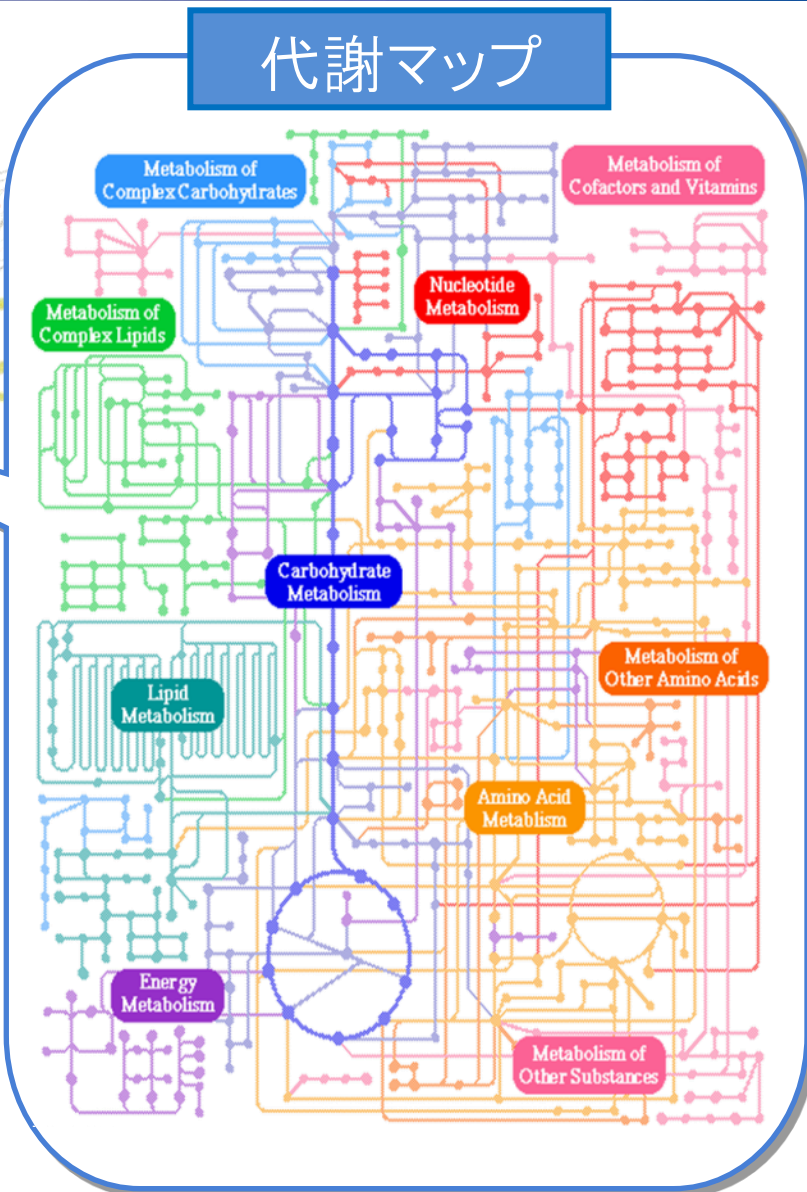 代謝マップ
Metabolism of
Complex Carbohydrates
Metabolism of
Cofactors and Vitamins
Nucleotide
Metabolism
Metabolism of
Complex Lipids
Carbohydrate
Metabolism
Metabolism of
Other Amino Acids
Lipid
Metabolism
Amino Acid
Metablism
Energy
Metabolism
Metabolism of
Other Substances